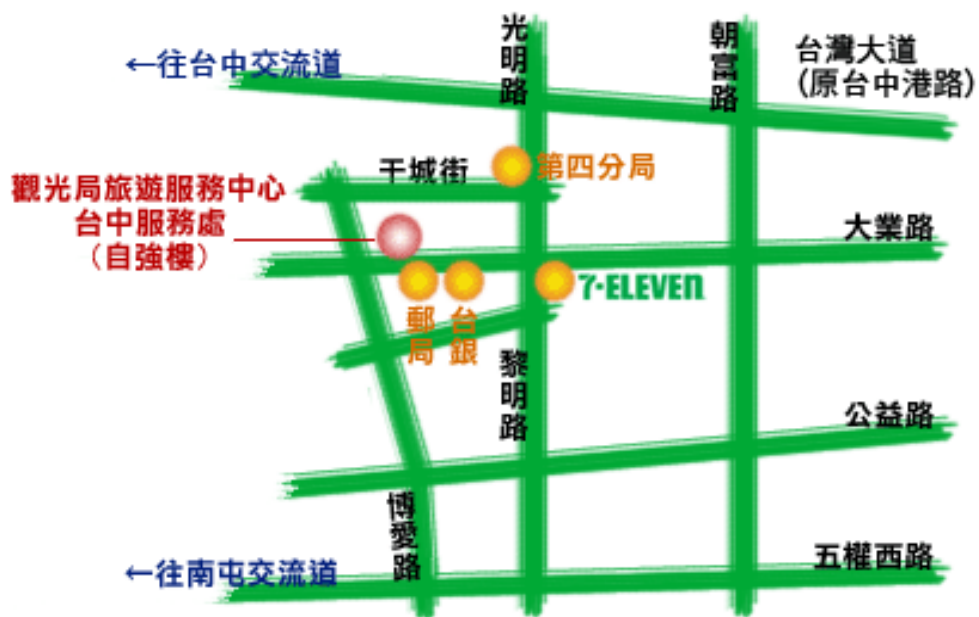 光明路
朝富路
台灣大道
(原台中港路)
←往台中交流道
干城街
第四分局
觀光局旅遊服務中心
台中服務處
(自強樓)
大業路
7-ELEVEN
郵局
台銀
黎明路
公益路
博愛路
五權西路
←往南屯交流道